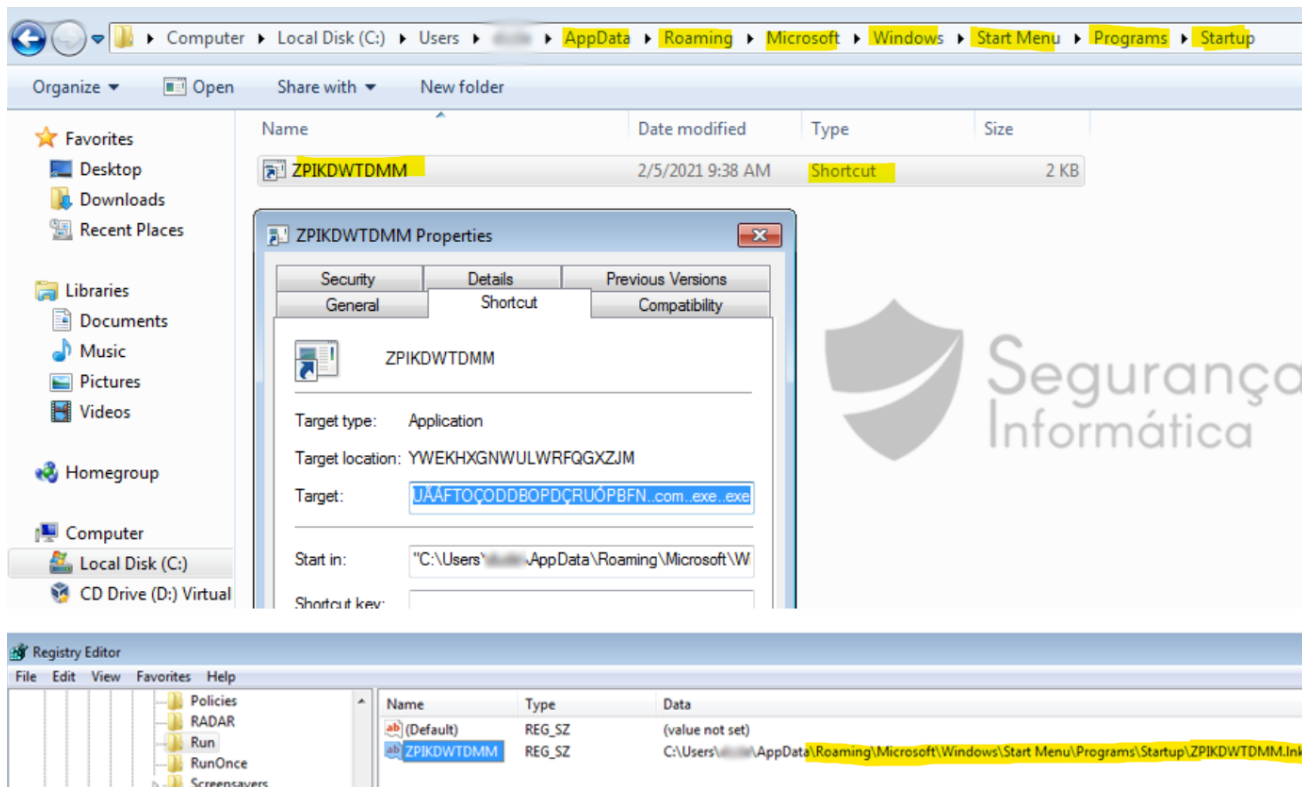 Computer Local Disk (C:) Users AppData Roaming Microsoft Windows Start Menu Programs Startup
Organize Open Share with New folder
Favorites
Desktop
Downloads
Recent Places
Libraries
Documents
Music
Pictures
Videos
Homegroup
Computer
Local Disk (C:)
CD Drive (D:) Virtual
Name Date modified Type Size
ZPIKDWTDMM 2/5/2021 9:38 AM Shortcut 2 KB
ZPIKDWTDMM Properties
Security Details Previous Versions
General Shortcut Compatibility
ZPIKDWTDMM
Target type: Application
Target location: YWEKHXGNWULWRFQGXZJM
Target: UÃÁFTOÇODDBOPDÇRUÓPBFN..com..exe..exe
Start in: "C:\Users\ AppData\Roaming\Microsoft\W
Shortcut key:
Segurança
Informática
Registry Editor
File Edit View Favorites Help
Policies
RADAR
Run
RunOnce
Screensavers
Name Type Data
(Default) REG_SZ (value not set)
ZPIKDWTDMM REG_SZ C:\Users\ \AppData\Roaming\Microsoft\Windows\Start Menu\Programs\Startup\ZPIKDWTDMM.lnk